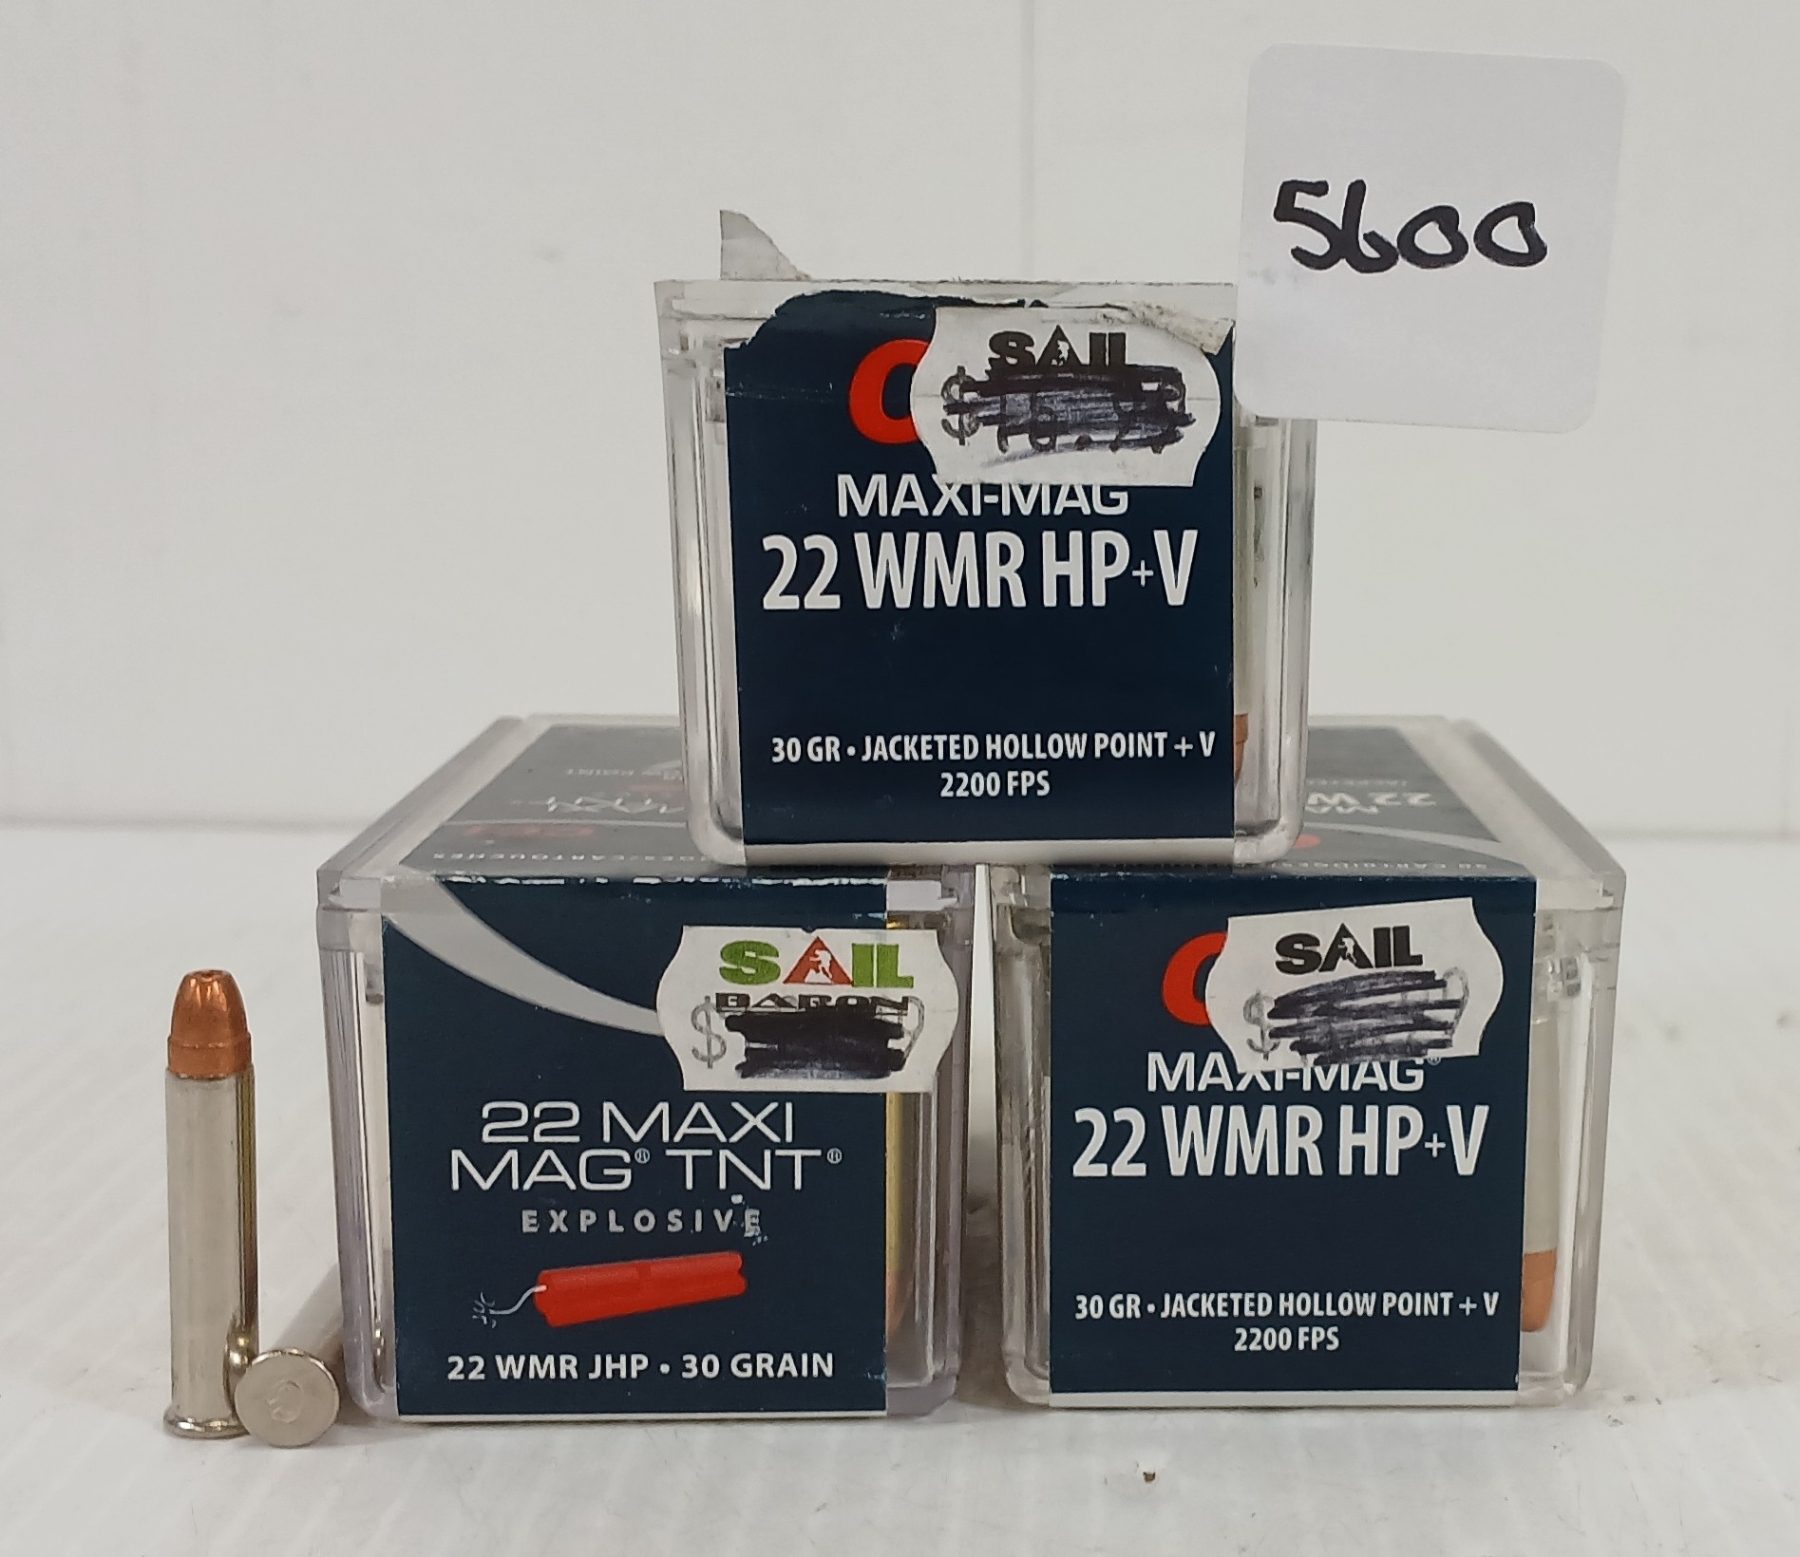 5600
SAIL
$
MAXI-MAG
22 WMR HP+V
30 GR • JACKETED HOLLOW POINT + V
2200 FPS
SAIL
BARON
$
22 MAXI
MAG® TNT®
EXPLOSIVE
22 WMR JHP • 30 GRAIN
SAIL
$
MAXI-MAG®
22 WMR HP+V
30 GR • JACKETED HOLLOW POINT + V
2200 FPS